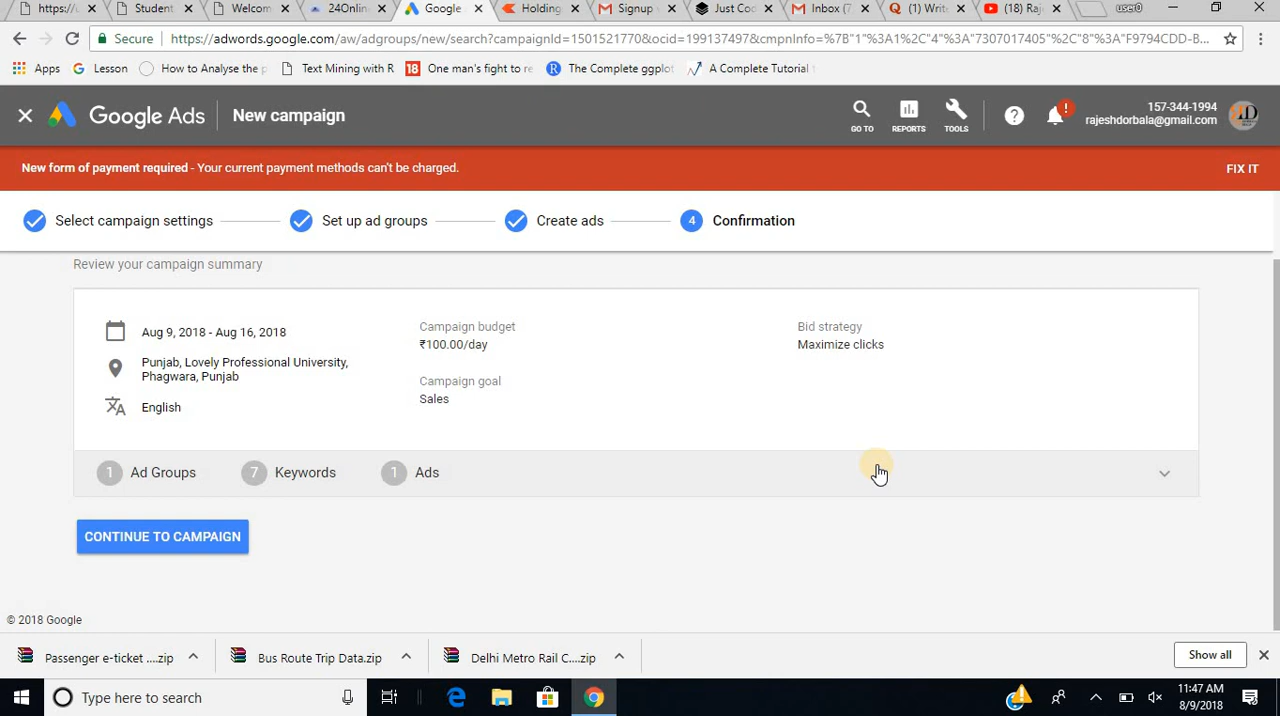 https://u
Student
Welcom
24Online
Google
Holding
Signup
Just Co
Inbox (1
(1) Write
(18) Raj
user0
Secure
https://adwords.google.com/aw/adgroups/new/search?campaignId=1501521770&ocid=199137497&cmpnInfo=%7B"1"%3A1%2C"4"%3A"7307017405"%2C"8"%3A"F9794CDD-B...
Apps
Lesson
How to Analyse the p
Text Mining with R
18 One man's fight to re
The Complete ggplot
A Complete Tutorial
Google Ads
New campaign
GO TO
REPORTS
TOOLS
157-344-1994
rajeshdorbala@gmail.com
New form of payment required - Your current payment methods can't be charged.
FIX IT
Select campaign settings
Set up ad groups
Create ads
4 Confirmation
Review your campaign summary
Aug 9, 2018 - Aug 16, 2018
Punjab, Lovely Professional University,
Phagwara, Punjab
English
Campaign budget
₹100.00/day
Campaign goal
Sales
Bid strategy
Maximize clicks
1 Ad Groups
7 Keywords
1 Ads
CONTINUE TO CAMPAIGN
© 2018 Google
Passenger e-ticket ....zip
Bus Route Trip Data.zip
Delhi Metro Rail C....zip
Show all
Type here to search
11:47 AM
8/9/2018